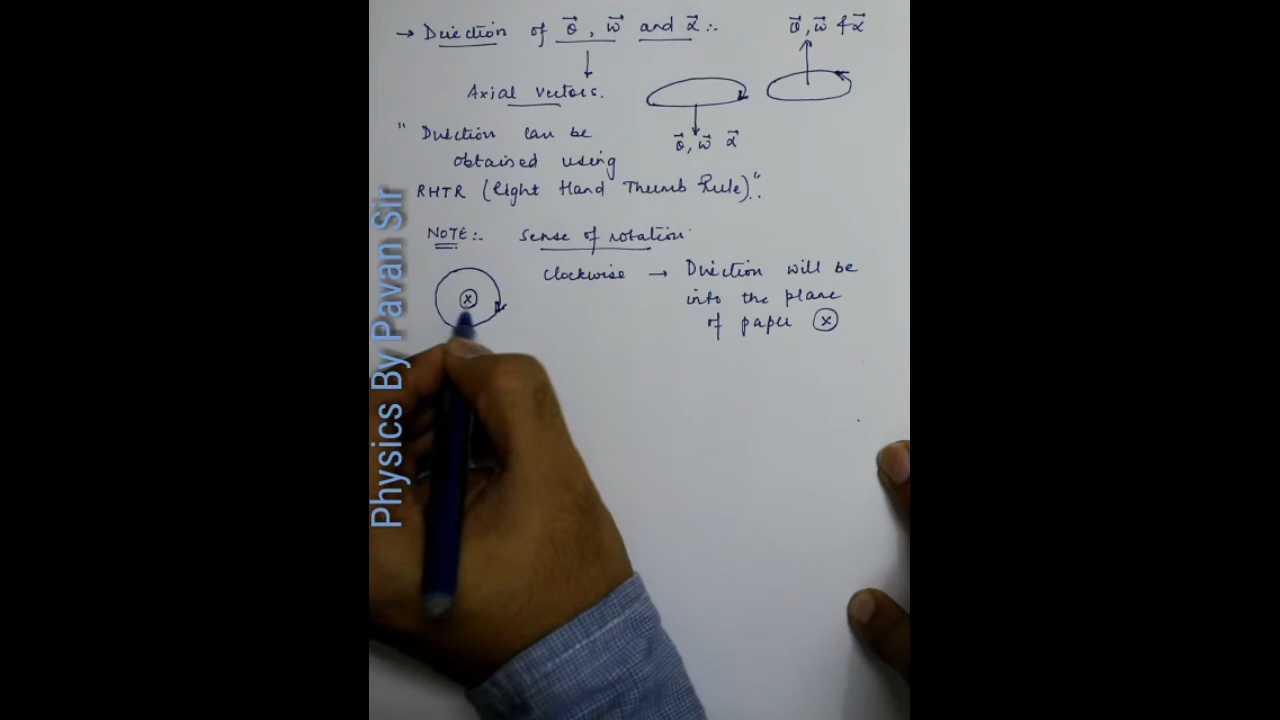 → Direction of θ⃗, ω⃗ and α⃗ :.
θ⃗, ω⃗ & α⃗
Axial vectors.
θ⃗, ω⃗ α⃗
" Direction can be
obtained using
RHTR (Right Hand Thumb Rule)".
NOTE:-. Sense of rotation.
Clockwise → Direction will be
into the plane
of paper ⓧ
ⓧ
Physics By Pavan Sir